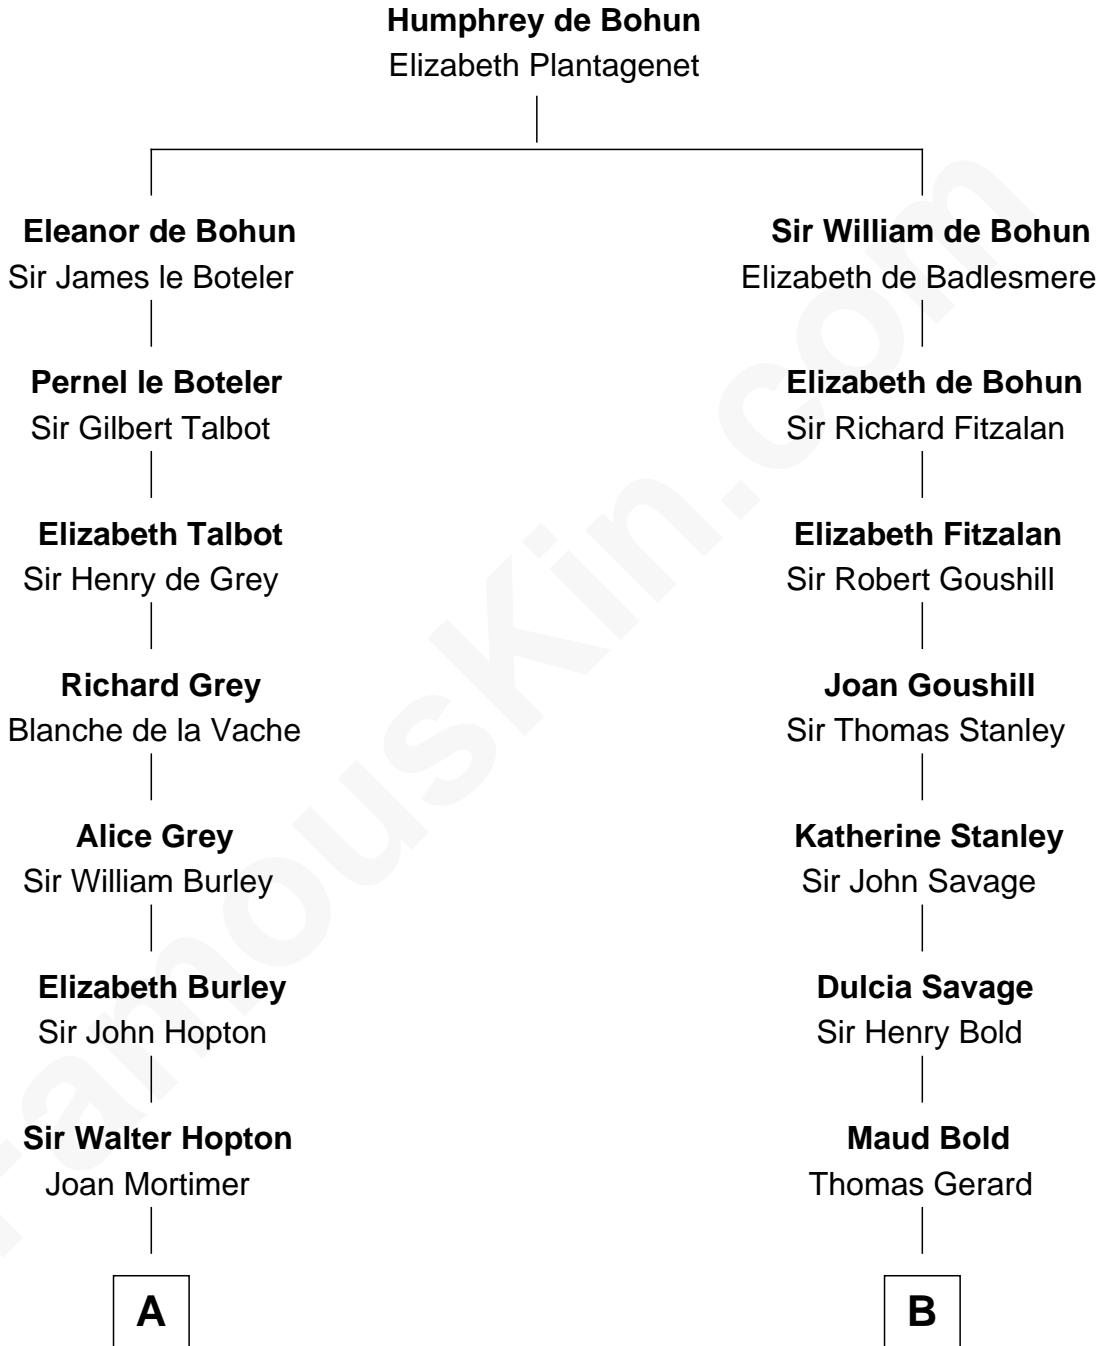 Humphrey de Bohun
Elizabeth Plantagenet
Eleanor de Bohun
Sir James le Boteler
Sir William de Bohun
Elizabeth de Badlesmere
Pernel le Boteler
Sir Gilbert Talbot
Elizabeth de Bohun
Sir Richard Fitzalan
Elizabeth Talbot
Sir Henry de Grey
Elizabeth Fitzalan
Sir Robert Goushill
Richard Grey
Blanche de la Vache
Joan Goushill
Sir Thomas Stanley
Alice Grey
Sir William Burley
Katherine Stanley
Sir John Savage
Elizabeth Burley
Sir John Hopton
Dulcia Savage
Sir Henry Bold
Sir Walter Hopton
Joan Mortimer
Maud Bold
Thomas Gerard
A
B
FamousKin.com